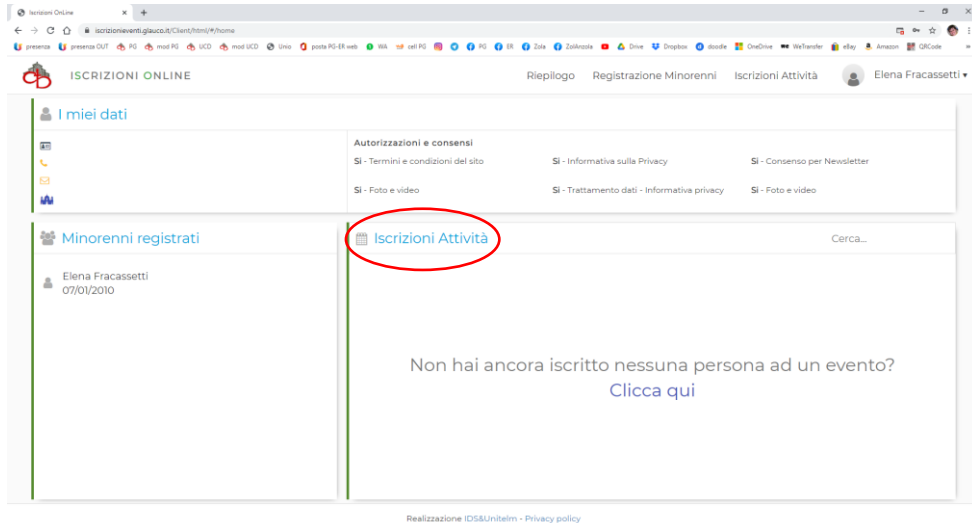 Iscrizioni OnLine
iscrizionieventi.glauco.it/Client/html/#/home
presenza presenza OUT PG mod PG UCD mod UCD Unio posta PG-ER web WA cell PG PG ER Zola ZolAnzola Drive Dropbox doodle OneDrive WeTransfer eBay Amazon QRCode
ISCRIZIONI ONLINE Riepilogo Registrazione Minorenni Iscrizioni Attività Elena Fracassetti
I miei dati
Autorizzazioni e consensi
Si - Termini e condizioni del sito Si - Informativa sulla Privacy Si - Consenso per Newsletter
Si - Foto e video Si - Trattamento dati - Informativa privacy Si - Foto e video
Minorenni registrati Iscrizioni Attività Cerca...
Elena Fracassetti
07/01/2010
Non hai ancora iscritto nessuna persona ad un evento?
Clicca qui
Realizzazione IDS&Unitelm - Privacy policy